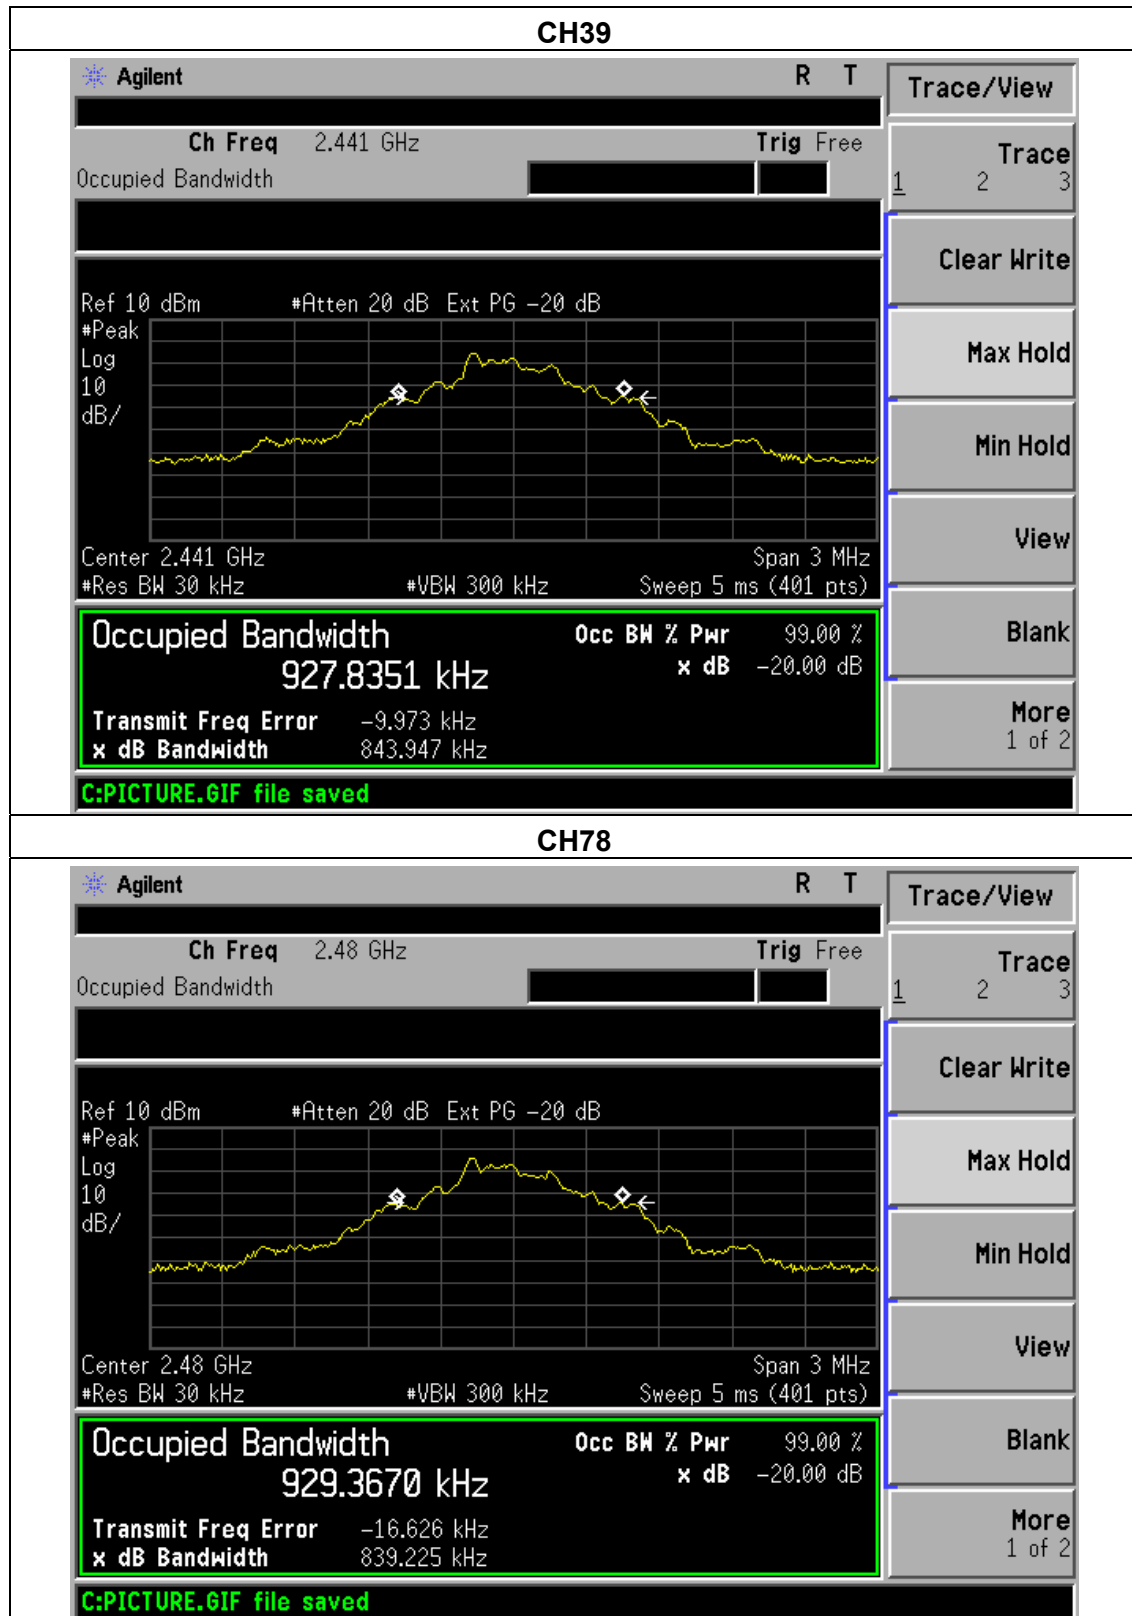 CH39
Agilent R T
Trace/View
Ch Freq 2.441 GHz Trig Free
Occupied Bandwidth
Trace
1 2 3
Clear Write
Max Hold
Min Hold
View
Blank
More
1 of 2
Ref 10 dBm #Atten 20 dB Ext PG -20 dB
#Peak
Log
10
dB/
Center 2.441 GHz Span 3 MHz
#Res BW 30 kHz #VBW 300 kHz Sweep 5 ms (401 pts)
Occupied Bandwidth Occ BW % Pwr 99.00 %
927.8351 kHz x dB -20.00 dB
Transmit Freq Error -9.973 kHz
x dB Bandwidth 843.947 kHz
C:PICTURE.GIF file saved
CH78
Agilent R T
Trace/View
Ch Freq 2.48 GHz Trig Free
Occupied Bandwidth
Trace
1 2 3
Clear Write
Max Hold
Min Hold
View
Blank
More
1 of 2
Ref 10 dBm #Atten 20 dB Ext PG -20 dB
#Peak
Log
10
dB/
Center 2.48 GHz Span 3 MHz
#Res BW 30 kHz #VBW 300 kHz Sweep 5 ms (401 pts)
Occupied Bandwidth Occ BW % Pwr 99.00 %
929.3670 kHz x dB -20.00 dB
Transmit Freq Error -16.626 kHz
x dB Bandwidth 839.225 kHz
C:PICTURE.GIF file saved